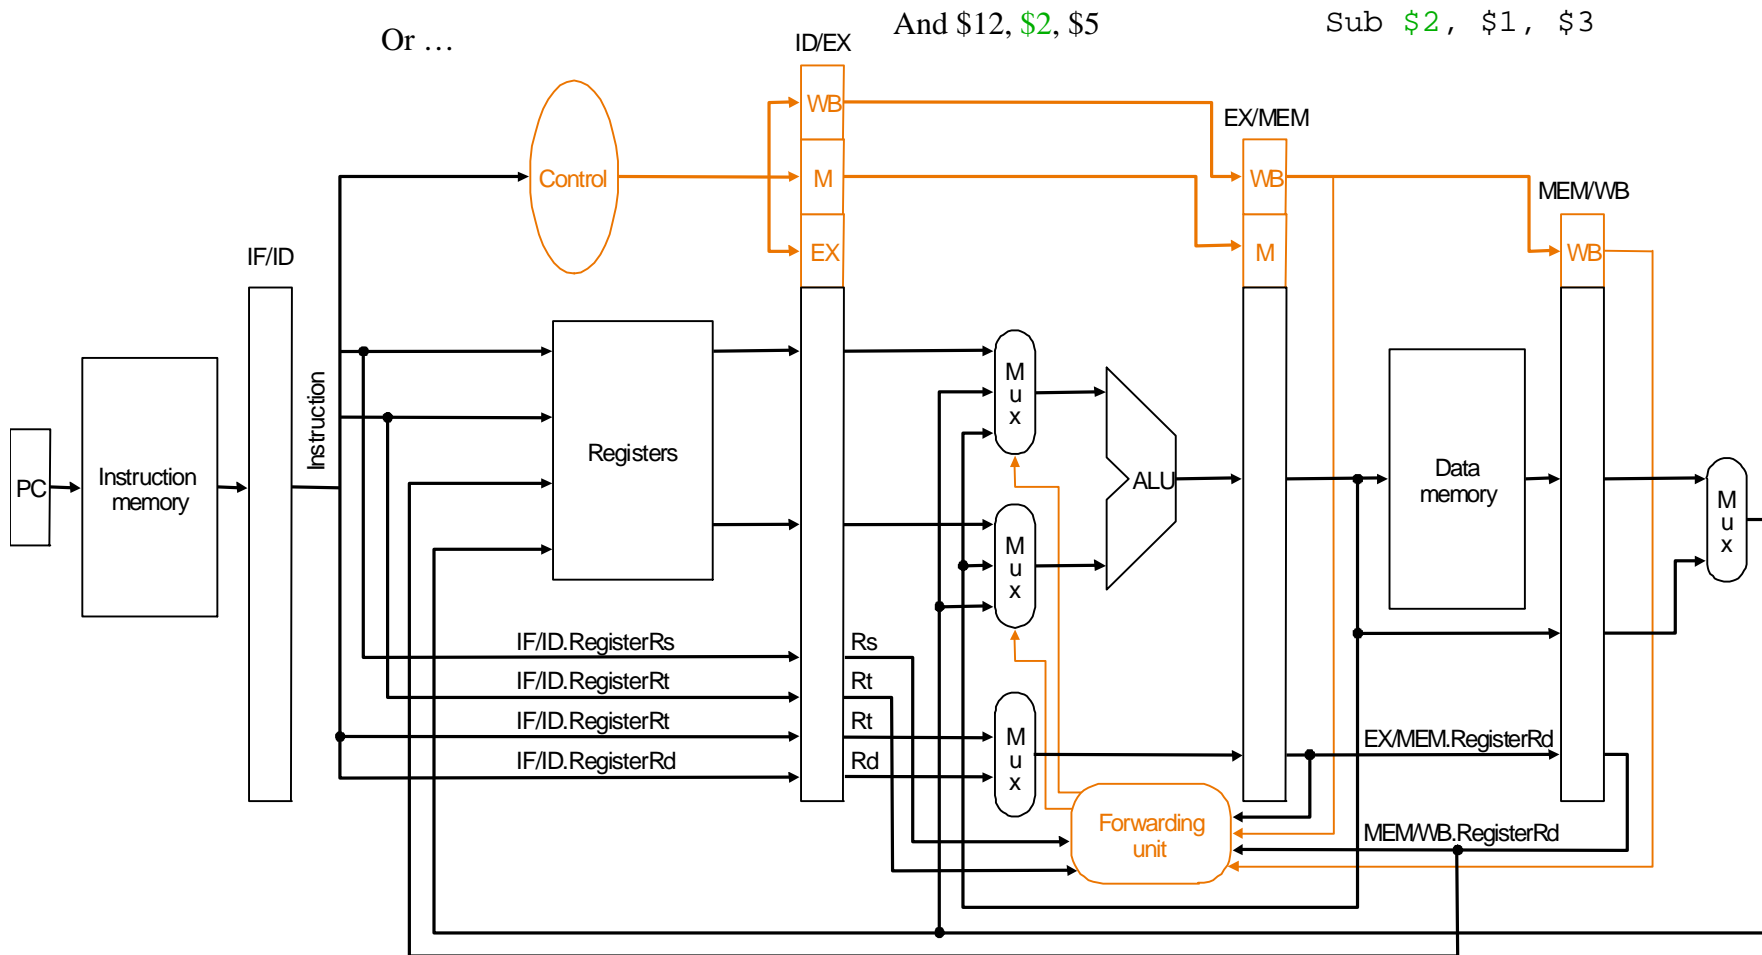 Or …
And $12, $2, $5
Sub $2, $1, $3
ID/EX
WB
M
EX
Control
EX/MEM
WB
M
MEM/WB
WB
IF/ID
PC
Instruction
memory
Instruction
Registers
M
u
x
M
u
x
ALU
Data
memory
M
u
x
IF/ID.RegisterRs
IF/ID.RegisterRt
IF/ID.RegisterRt
IF/ID.RegisterRd
Rs
Rt
Rt
Rd
M
u
x
EX/MEM.RegisterRd
Forwarding
unit
MEM/WB.RegisterRd